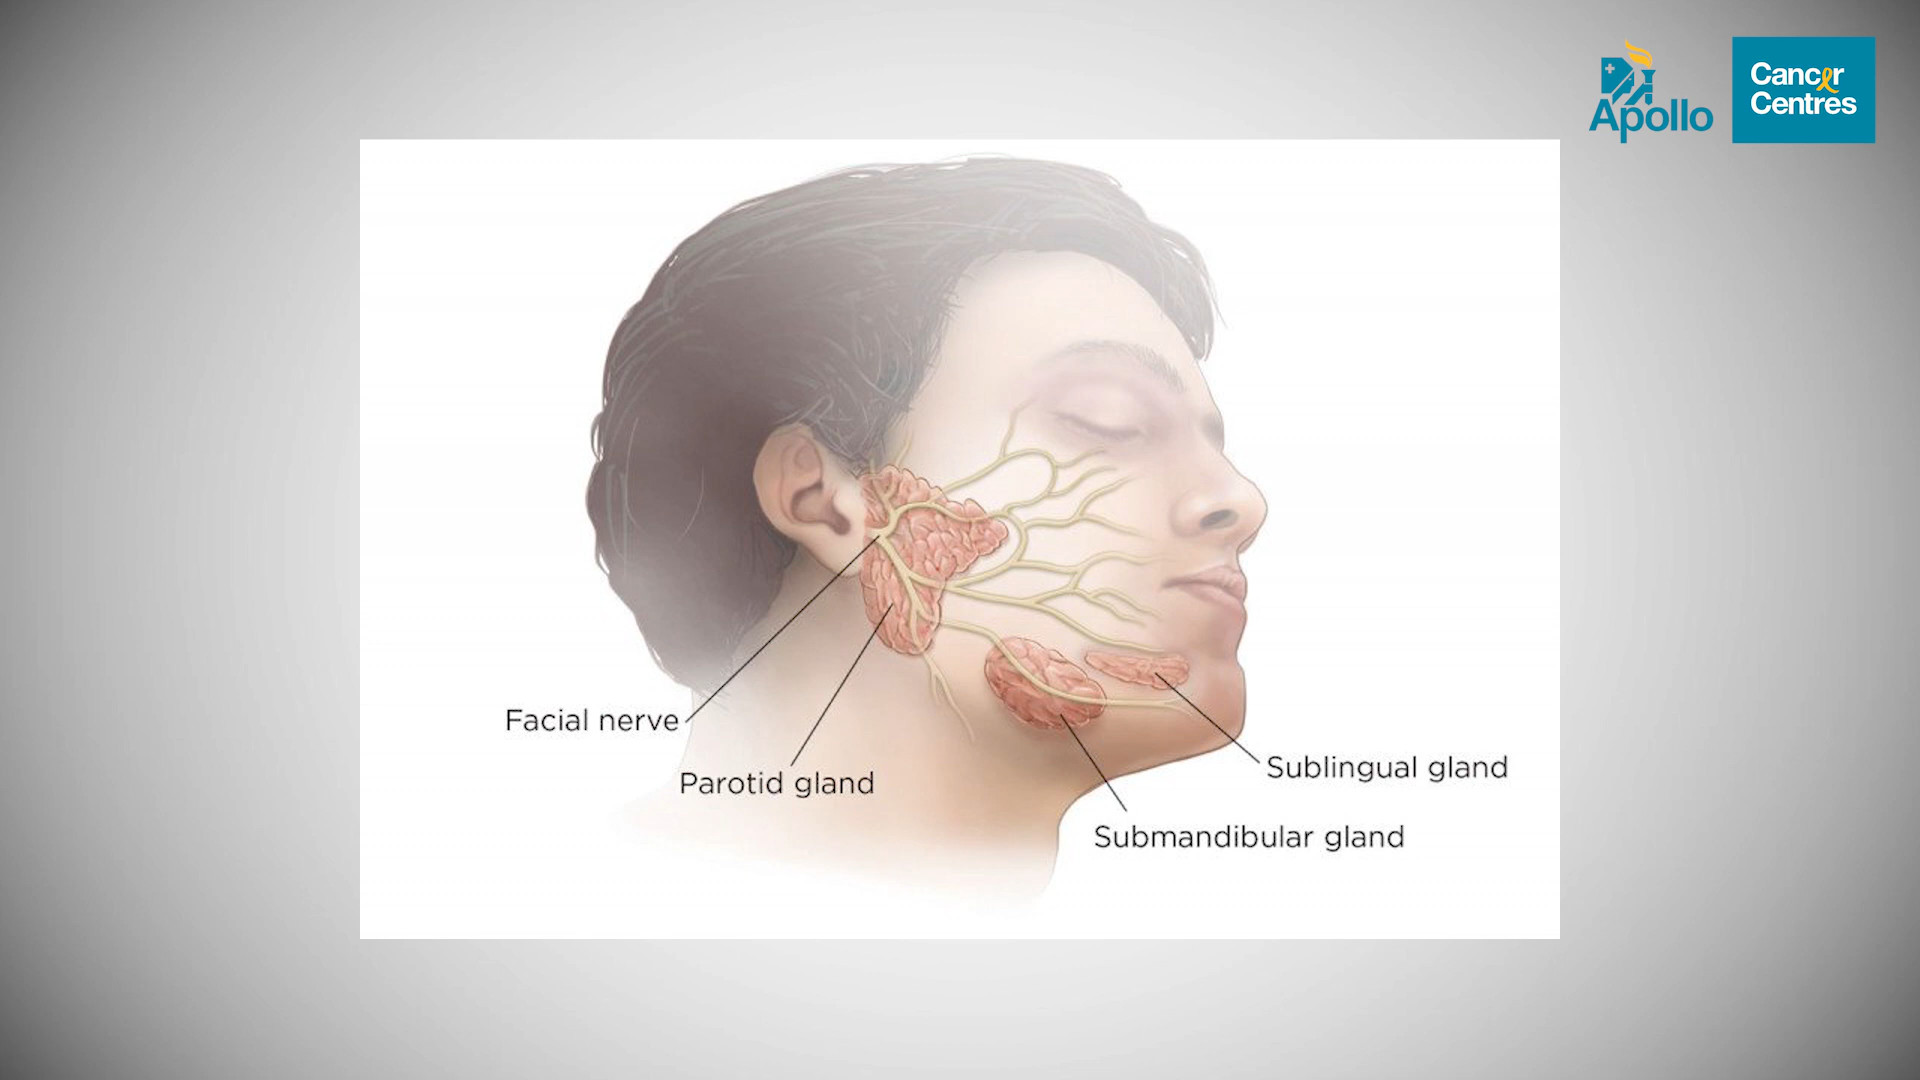 Apollo
Cancer
Centres
Facial nerve
Parotid gland
Sublingual gland
Submandibular gland